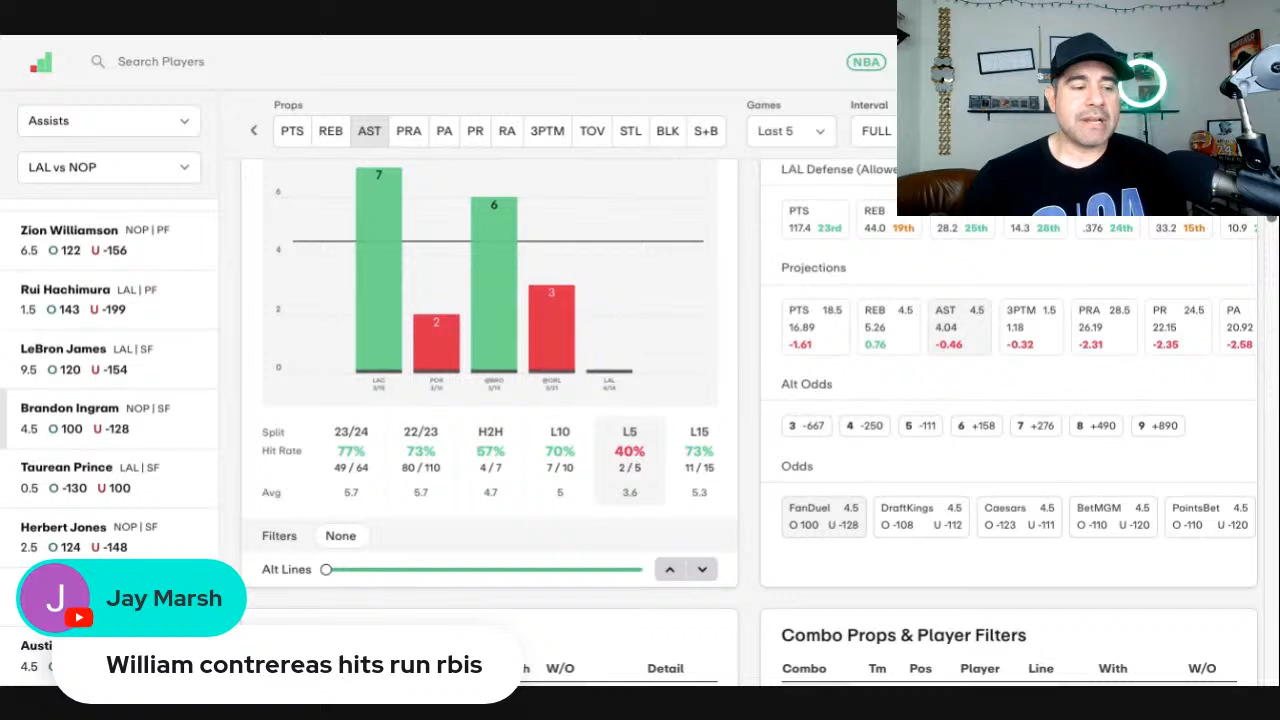 Search Players
NBA
Assists
LAL vs NOP
Props
PTS REB AST PRA PA PR RA 3PTM TOV STL BLK S+B
Games
Last 5
Interval
FULL
Zion Williamson NOP | PF
6.5 O 122 U -156
Rui Hachimura LAL | PF
1.5 O 143 U -199
LeBron James LAL | SF
9.5 O 120 U -154
Brandon Ingram NOP | SF
4.5 O 100 U -128
Taurean Prince LAL | SF
0.5 O -130 U 100
Herbert Jones NOP | SF
2.5 O 124 U -148
Austi
4.5 O
6
4
2
0
7
2
6
3
LAC
POR
LAL
Split 23/24 22/23 H2H L10 L5 L15
Hit Rate 77% 73% 57% 70% 40% 73%
49 / 64 80 / 110 4 / 7 7 / 10 2 / 5 11 / 15
Avg 5.7 5.7 4.7 5 3.6 5.3
Filters None
Alt Lines
W/O Detail
LAL Defense (Allowe
PTS REB
117.4 23rd 44.0 19th 28.2 25th 14.3 28th .376 24th 33.2 15th 10.9
Projections
PTS 18.5 REB 4.5 AST 4.5 3PTM 1.5 PRA 28.5 PR 24.5 PA
16.89 5.26 4.04 1.18 26.19 22.15 20.92
-1.61 0.76 -0.46 -0.32 -2.31 -2.35 -2.58
Alt Odds
3 -667 4 -250 5 -111 6 +158 7 +276 8 +490 9 +890
Odds
FanDuel 4.5 DraftKings 4.5 Caesars 4.5 BetMGM 4.5 PointsBet 4.5
O 100 U -128 O -108 U -112 O -123 U -111 O -110 U -120 O -110 U -120
Combo Props & Player Filters
Combo Tm Pos Player Line With W/O
J
Jay Marsh
William contrereas hits run rbis